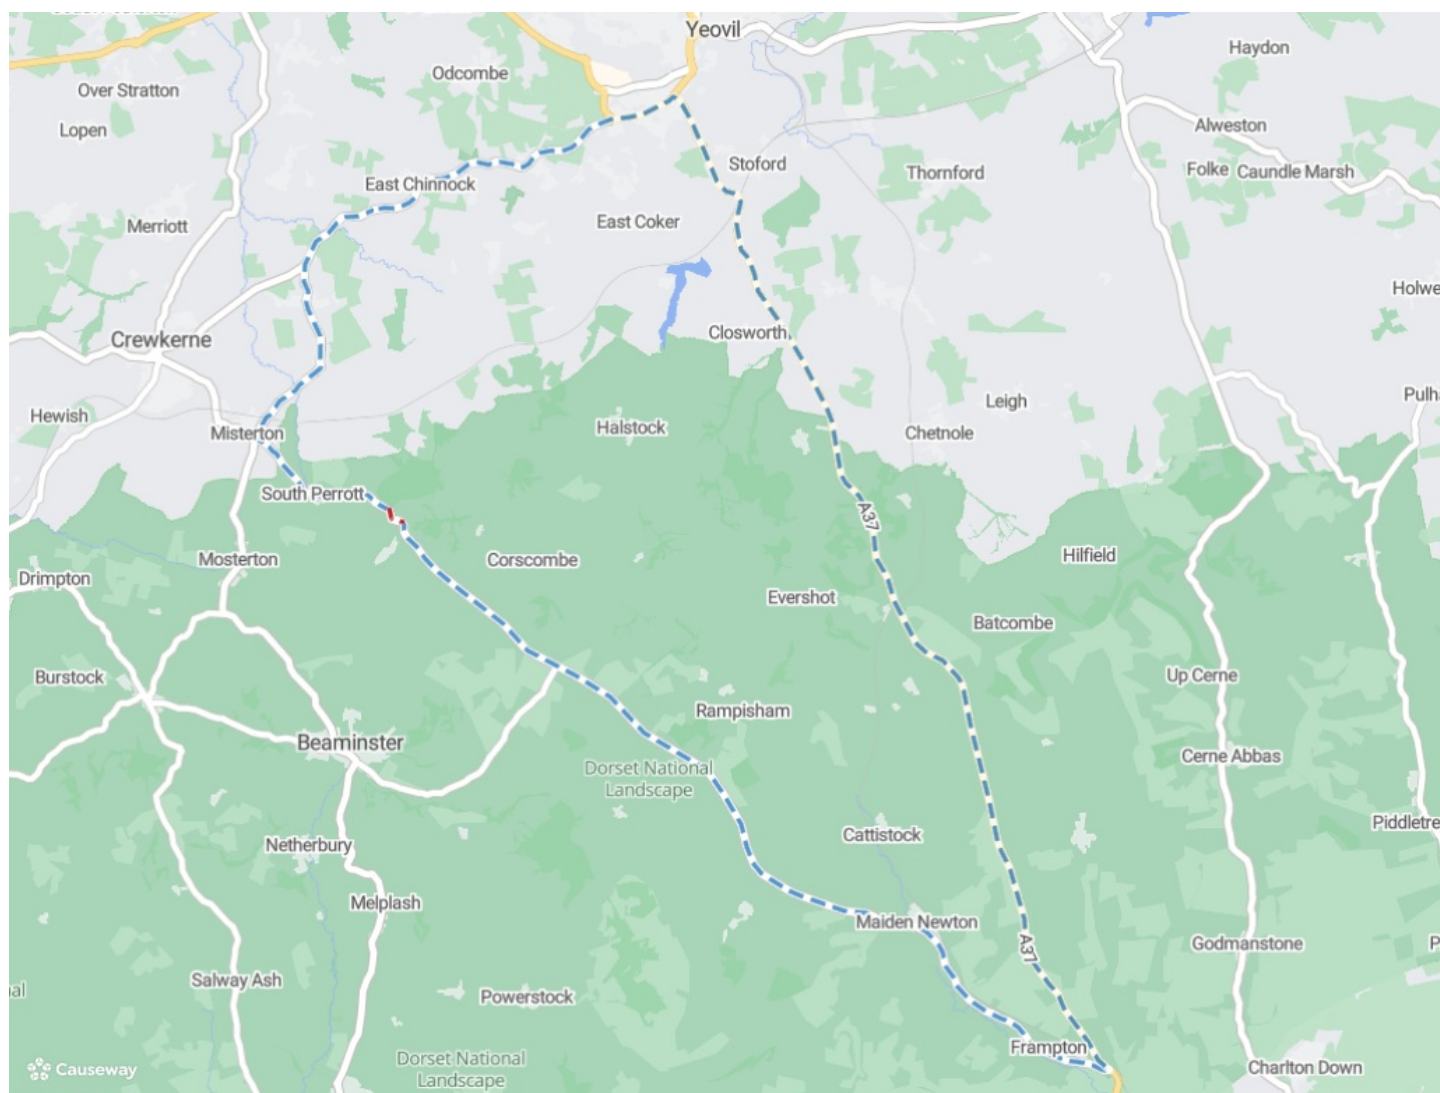 Yeovil
Haydon
Odcombe
Over Stratton
Lopen
Alweston
Stoford
Thornford
Folke
Caundle Marsh
East Chinnock
Merriott
East Coker
Holwe
Closworth
Crewkerne
Pulh
Hewish
Leigh
Misterton
Halstock
Chetnole
South Perrott
A37
Mosterton
Corscombe
Hilfield
Drimpton
Evershot
Batcombe
Burstock
Up Cerne
Rampisham
Beaminster
Cerne Abbas
Dorset National
Landscape
Piddletre
Cattistock
Netherbury
Melplash
Maiden Newton
A37
Godmanstone
P
Salway Ash
Powerstock
al
Frampton
Dorset National
Landscape
Charlton Down
Causeway